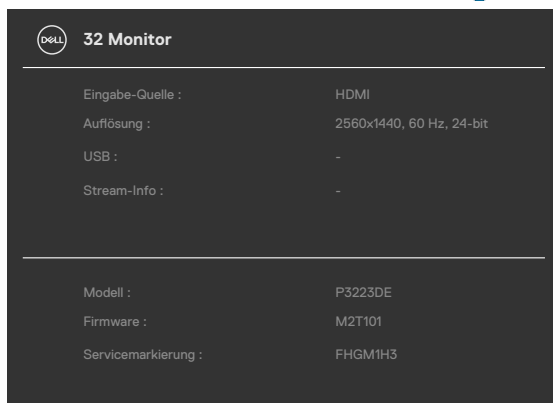 DELL
32 Monitor
Eingabe-Quelle : HDMI
Auflösung : 2560x1440, 60 Hz, 24-bit
USB : -
Stream-Info : -
Modell : P3223DE
Firmware : M2T101
Servicemarkierung : FHGM1H3